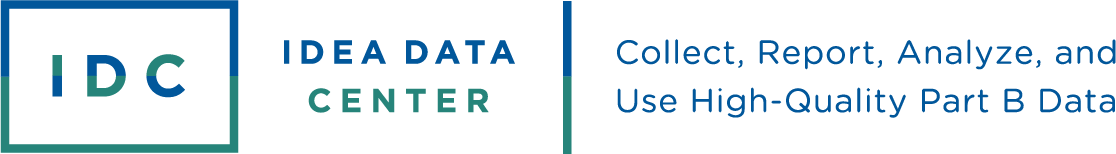 IDC
IDEA DATA
CENTER
Collect, Report, Analyze, and
Use High-Quality Part B Data